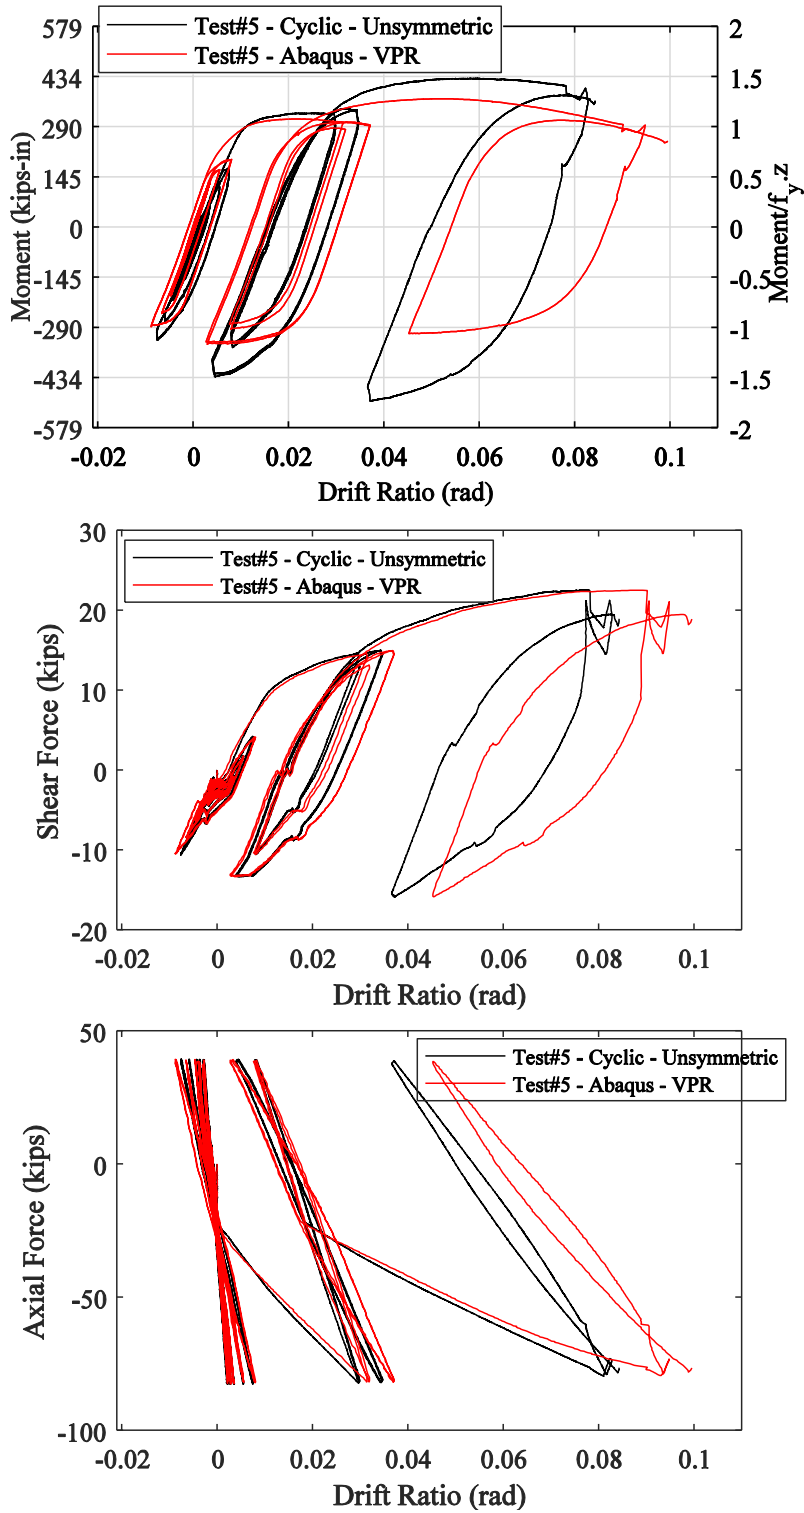 Test#5 - Cyclic - Unsymmetric
Test#5 - Abaqus - VPR
579
434
290
145
0
-145
-290
-434
-579
Moment (kips-in)
2
1.5
1
0.5
0
-0.5
-1
-1.5
-2
Moment/f_y.z
-0.02 0 0.02 0.04 0.06 0.08 0.1
Drift Ratio (rad)
Test#5 - Cyclic - Unsymmetric
Test#5 - Abaqus - VPR
30
20
10
0
-10
-20
Shear Force (kips)
-0.02 0 0.02 0.04 0.06 0.08 0.1
Drift Ratio (rad)
Test#5 - Cyclic - Unsymmetric
Test#5 - Abaqus - VPR
50
0
-50
-100
Axial Force (kips)
-0.02 0 0.02 0.04 0.06 0.08 0.1
Drift Ratio (rad)